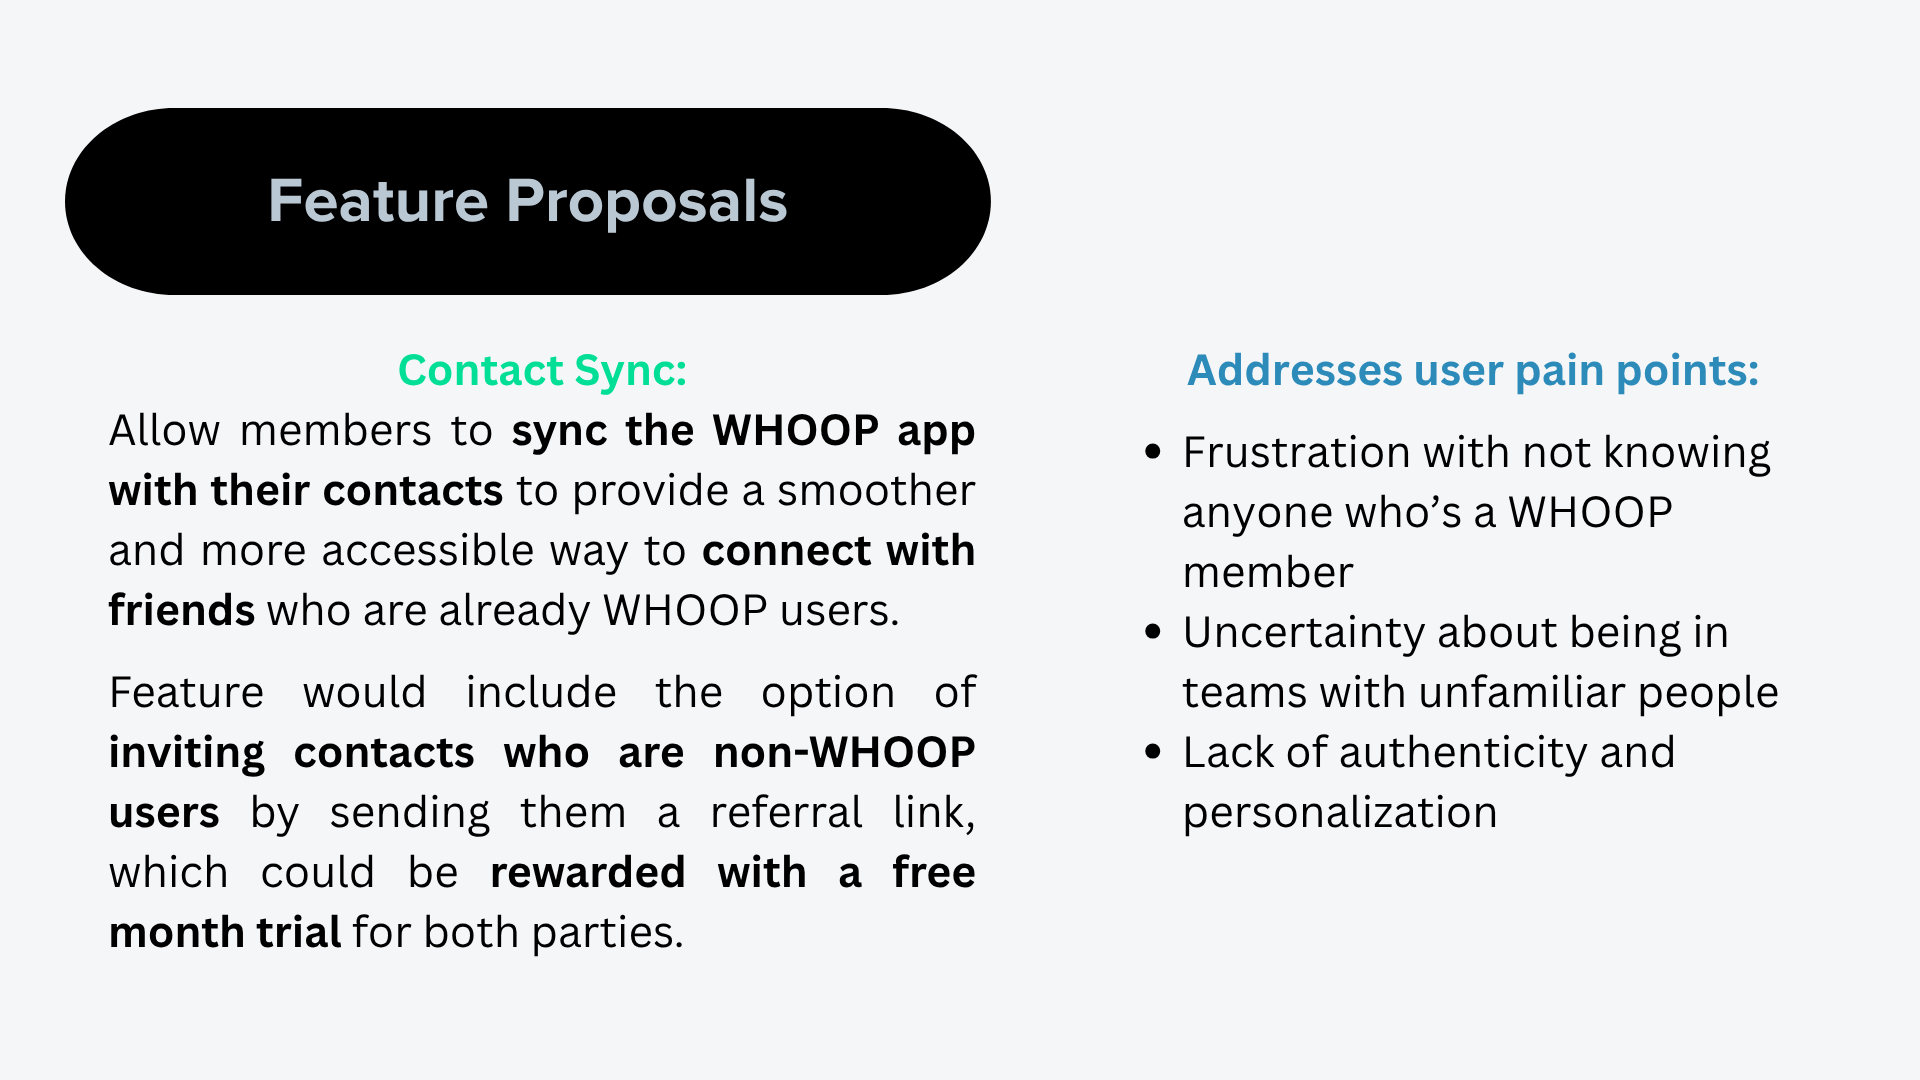 Feature Proposals
Contact Sync:
Allow members to sync the WHOOP app
with their contacts to provide a smoother
and more accessible way to connect with
friends who are already WHOOP users.
Feature would include the option of
inviting contacts who are non-WHOOP
users by sending them a referral link,
which could be rewarded with a free
month trial for both parties.
Addresses user pain points:
• Frustration with not knowing
anyone who’s a WHOOP
member
• Uncertainty about being in
teams with unfamiliar people
• Lack of authenticity and
personalization